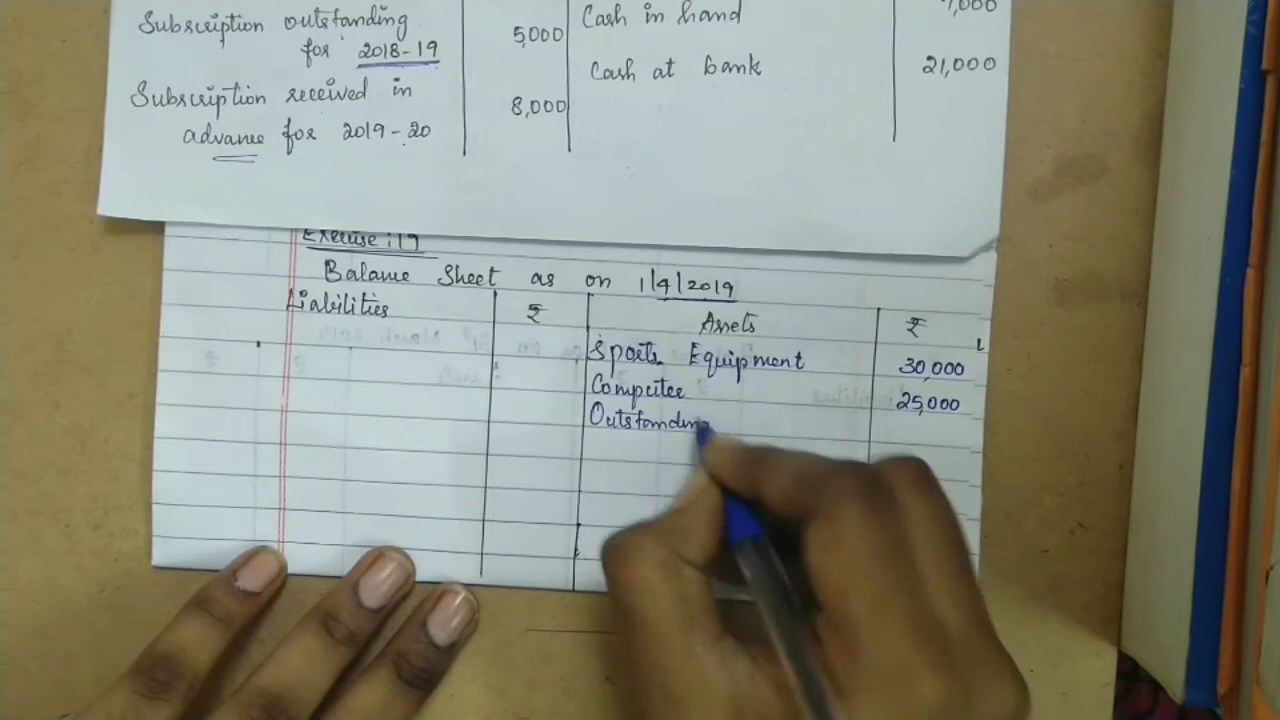 Subscription outstanding
for 2018-19
5,000
Cash in hand
Cash at bank
21,000
Subscription received in
advance for 2019-20
8,000
Exercise: 19
Balance Sheet as on 1/4/2019
Liabilities ₹ Assets ₹
Sports Equipment 30,000
Computer 25,000
Outstanding